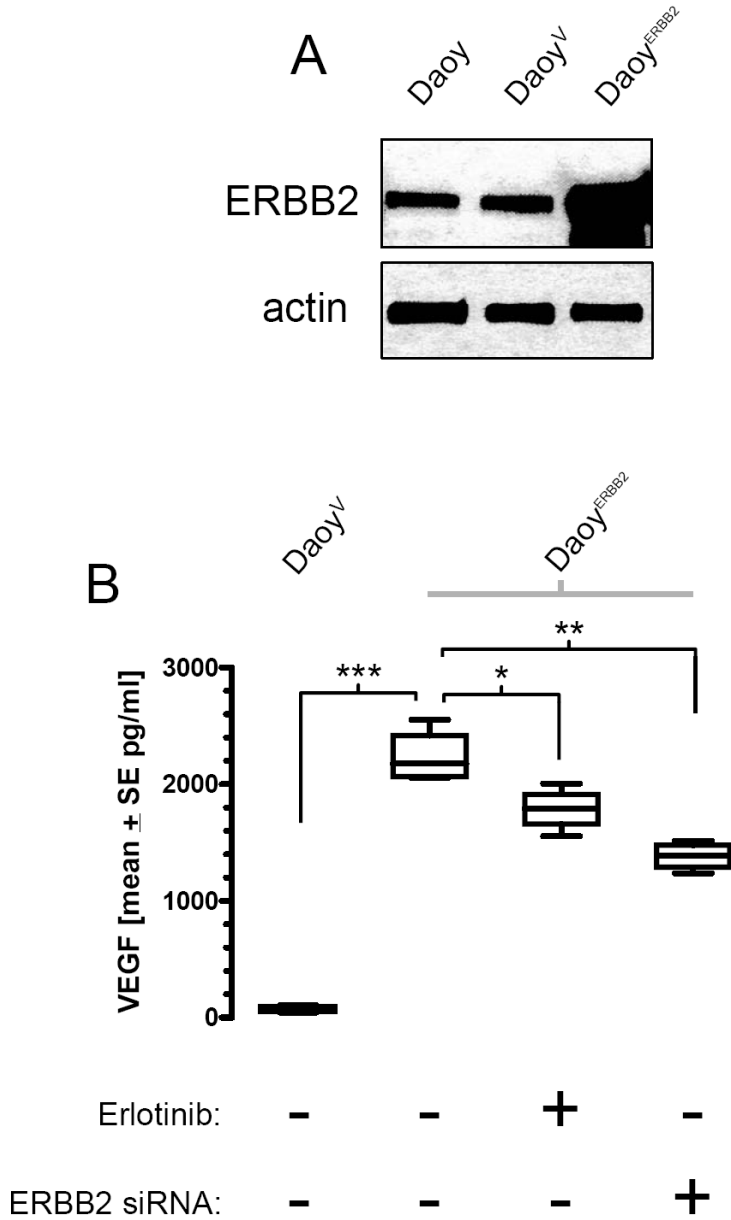 A
Daoy
Daoy^V
Daoy^ERBB2
ERBB2
actin
B
Daoy^V
Daoy^ERBB2
VEGF [mean ± SE pg/ml]
3000
2000
1000
0
***
*
**
Erlotinib: - - + -
ERBB2 siRNA: - - - +